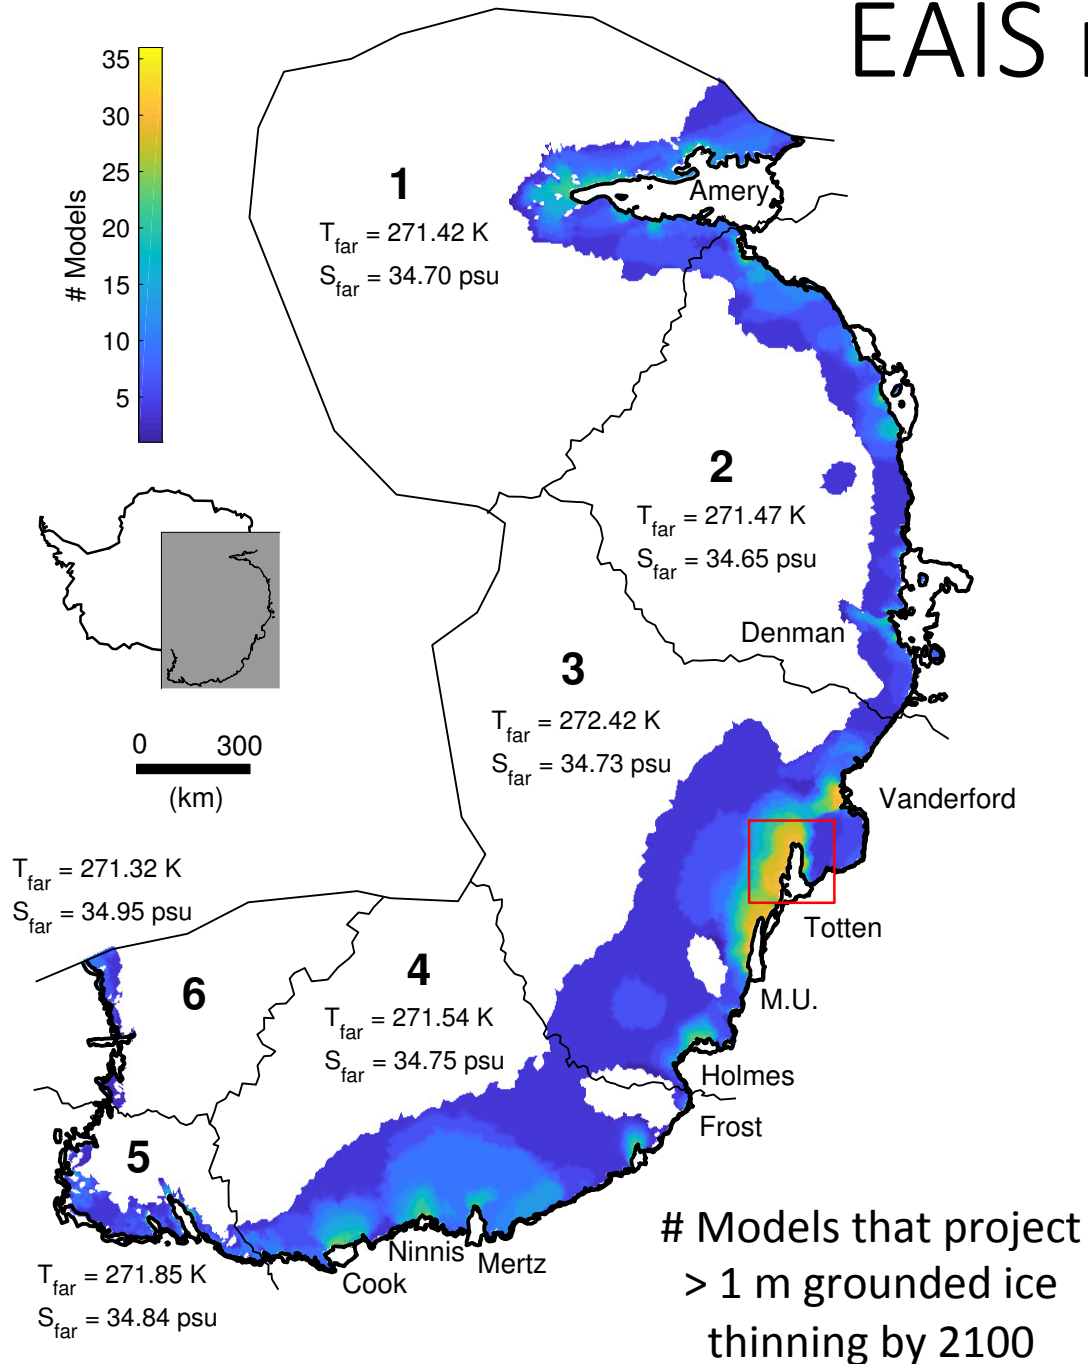 EAIS
35
30
25
20
15
10
5
# Models
1
T_far = 271.42 K
S_far = 34.70 psu
Amery
2
T_far = 271.47 K
S_far = 34.65 psu
Denman
3
T_far = 272.42 K
S_far = 34.73 psu
0 300
(km)
Vanderford
Totten
M.U.
Holmes
Frost
T_far = 271.32 K
S_far = 34.95 psu
6
4
T_far = 271.54 K
S_far = 34.75 psu
5
T_far = 271.85 K
S_far = 34.84 psu
Cook
Ninnis
Mertz
# Models that project
> 1 m grounded ice
thinning by 2100